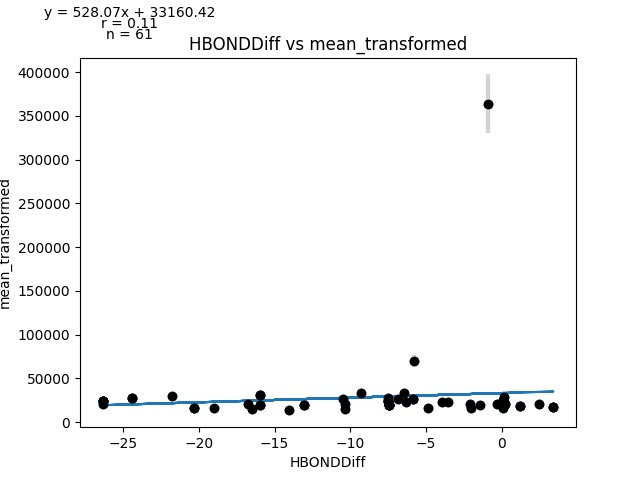 y = 528.07x + 33160.42
r = 0.11
n = 61
HBONDDiff vs mean_transformed
400000
350000
300000
250000
200000
150000
100000
50000
0
mean_transformed
−25
−20
−15
−10
−5
0
HBONDDiff